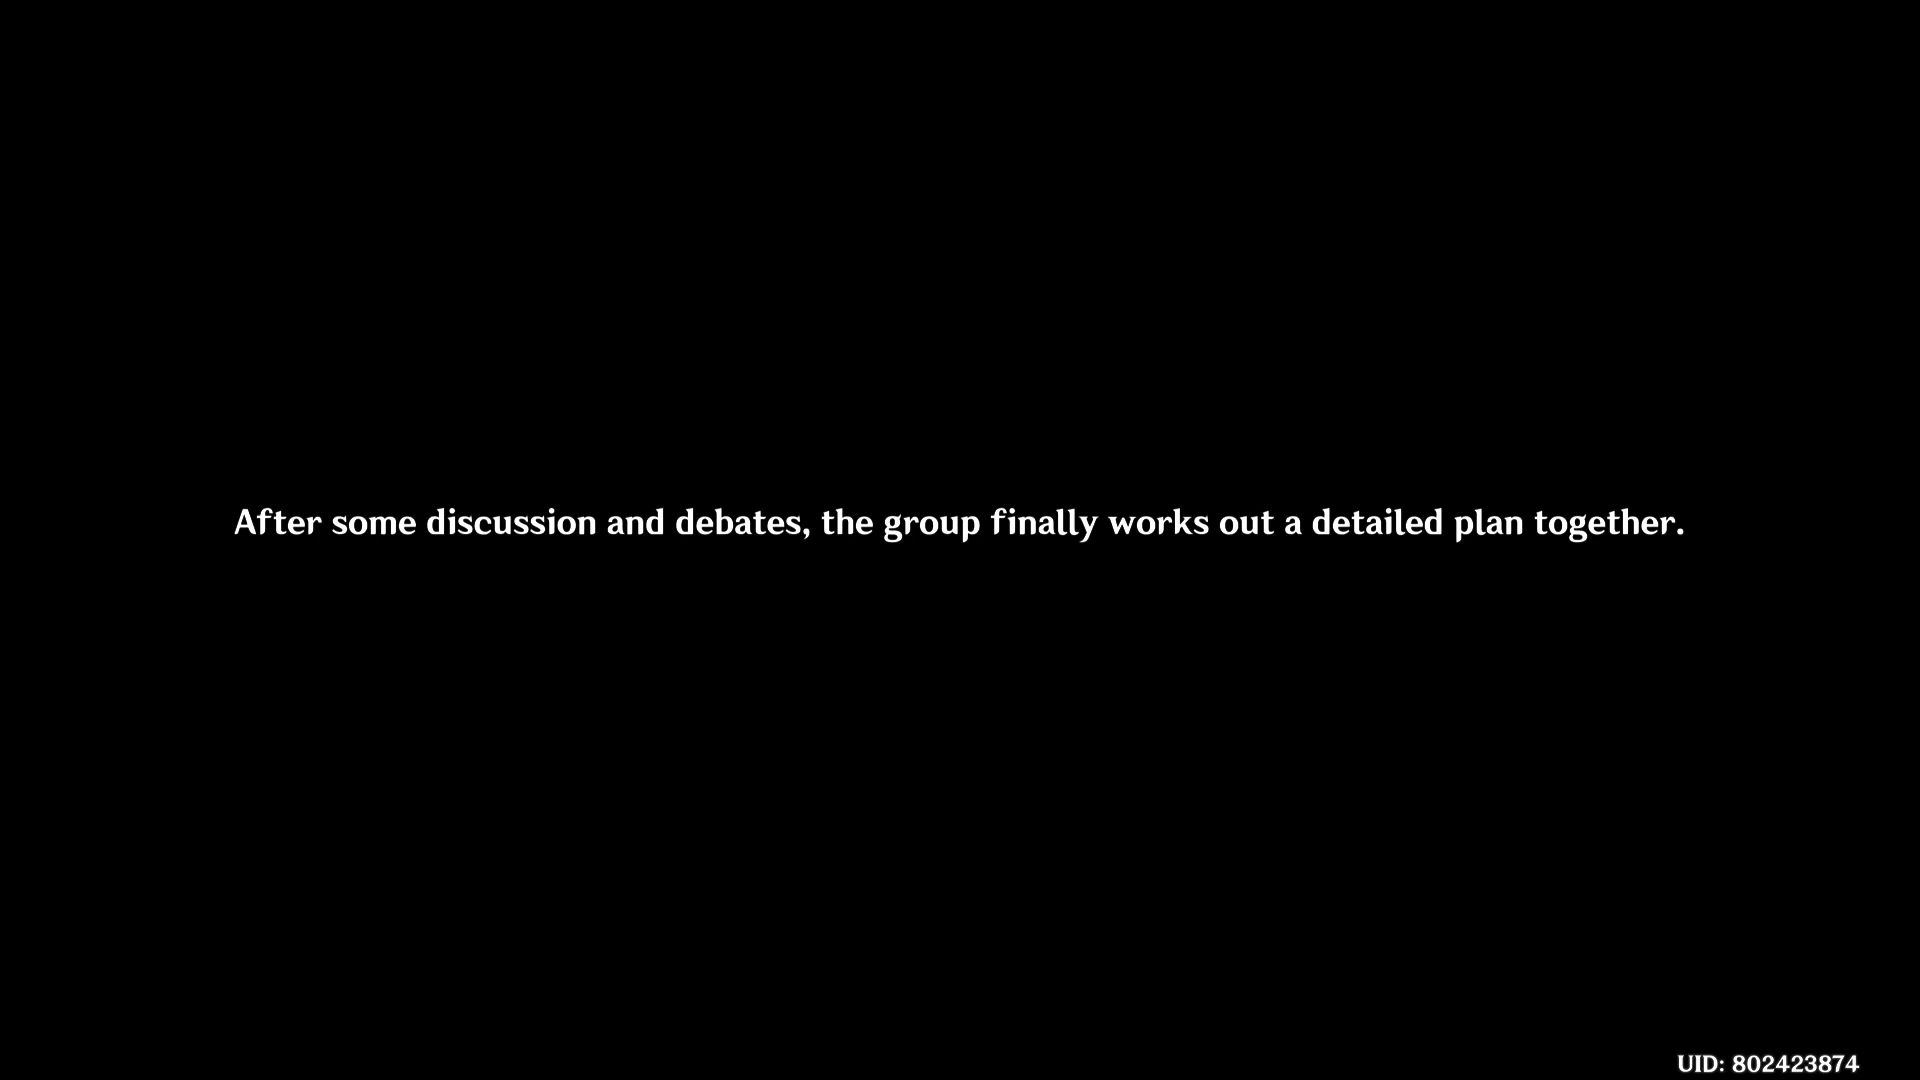 After some discussion and debates, the group finally works out a detailed plan together.
UID: 802423874